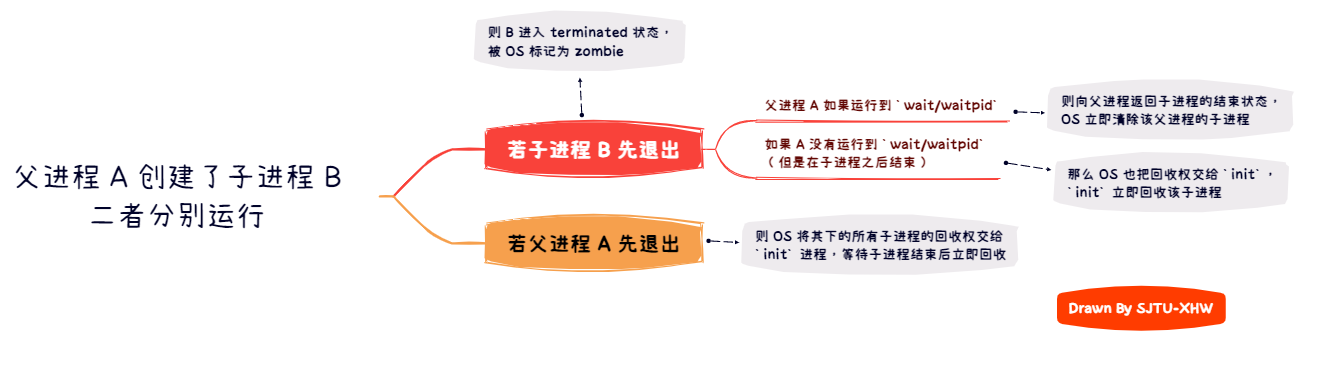 父进程 A 创建了子进程 B
二者分别运行
则 B 进入 terminated 状态，
被 OS 标记为 zombie
若子进程 B 先退出
父进程 A 如果运行到 `wait/waitpid`
则向父进程返回子进程的结束状态，
OS 立即清除该父进程的子进程
如果 A 没有运行到 `wait/waitpid`
（但是在子进程之后结束）
那么 OS 也把回收权交给 `init`，
`init` 立即回收该子进程
若父进程 A 先退出
则 OS 将其下的所有子进程的回收权交给
`init` 进程，等待子进程结束后立即回收
Drawn By SJTU-XHW